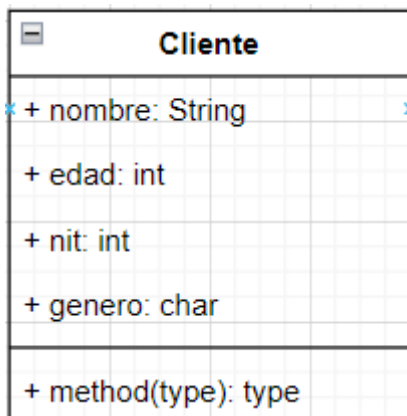 Cliente
+ nombre: String
+ edad: int
+ nit: int
+ genero: char
+ method(type): type